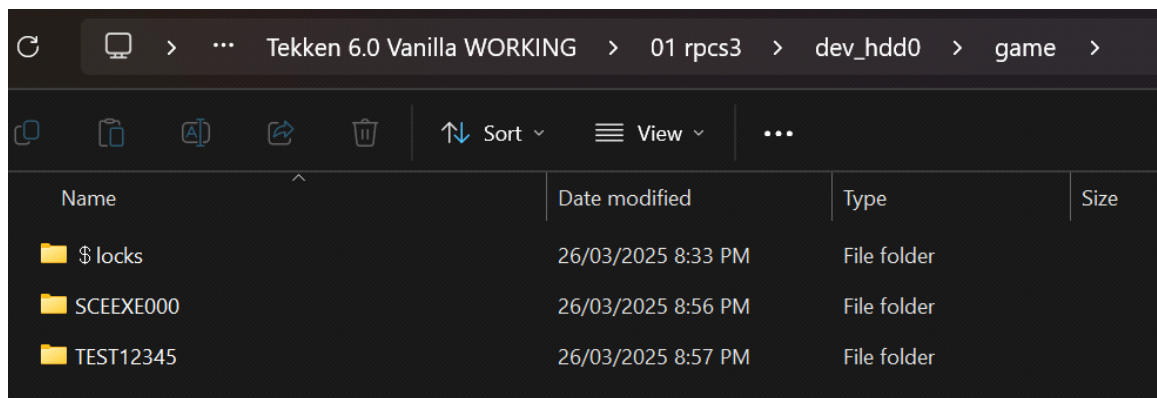 > ··· Tekken 6.0 Vanilla WORKING > 01 rpcs3 > dev_hdd0 > game >
A Sort View ···
Name Date modified Type Size
$locks 26/03/2025 8:33 PM File folder
SCEEXE000 26/03/2025 8:56 PM File folder
TEST12345 26/03/2025 8:57 PM File folder